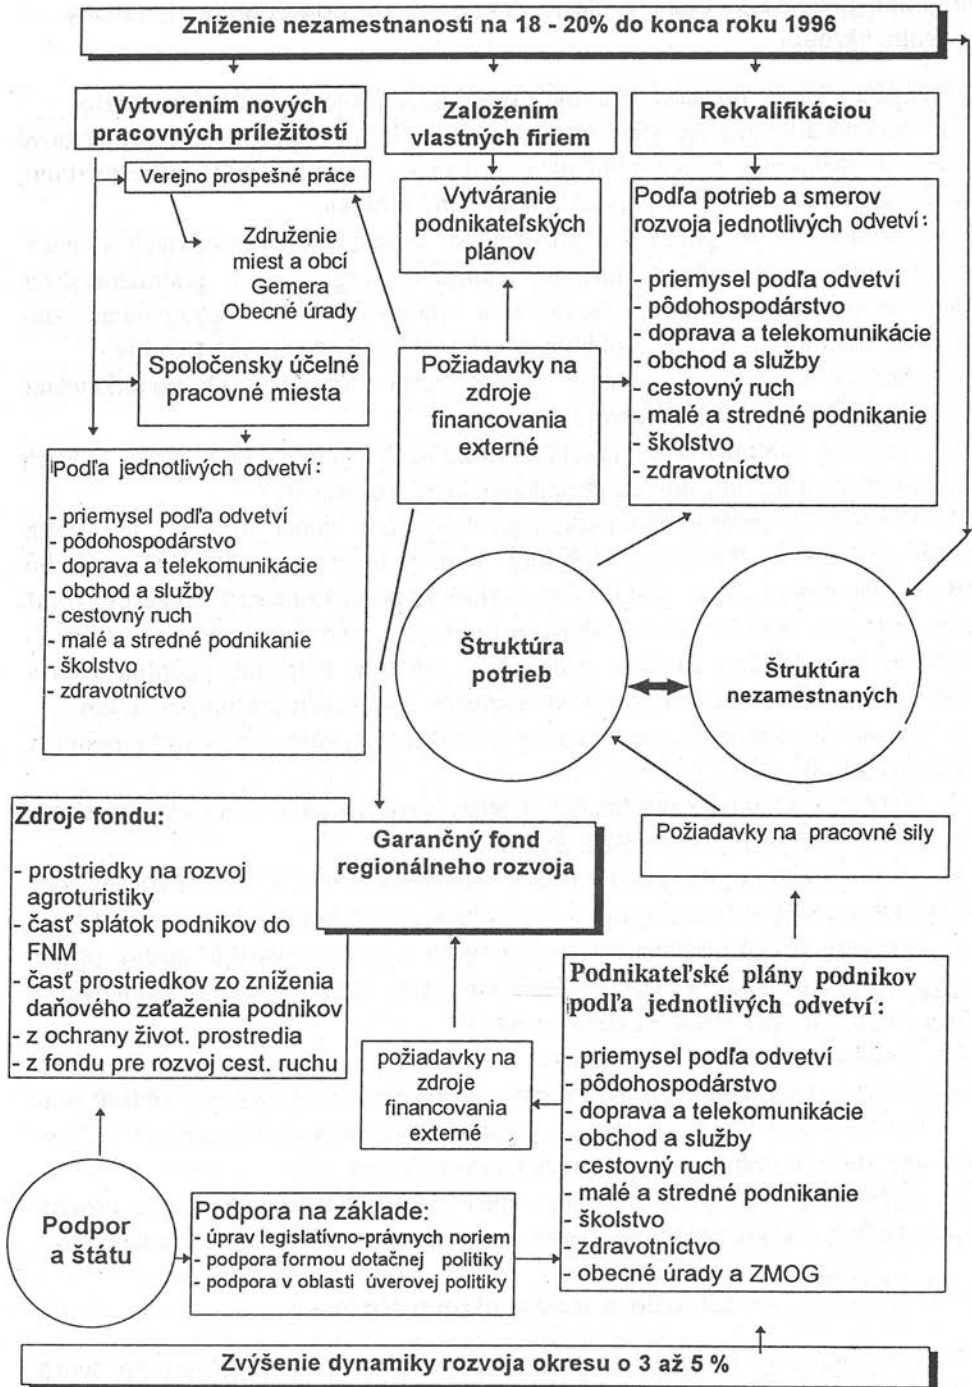 Zníženie nezamestnanosti na 18 - 20% do konca roku 1996
Vytvorením nových
pracovných príležitostí
Založením
vlastných firiem
Rekvalifikáciou
Verejno prospešné práce
Združenie
miest a obcí
Gemera
Obecné úrady
Vytváranie
podnikateľských
plánov
Podľa potrieb a smerov
rozvoja jednotlivých odvetví :
- priemysel podľa odvetví
- pôdohospodárstvo
- doprava a telekomunikácie
- obchod a služby
- cestovný ruch
- malé a stredné podnikanie
- školstvo
- zdravotníctvo
Spoločensky účelné
pracovné miesta
Požiadavky na
zdroje
financovania
externé
Podľa jednotlivých odvetví :
- priemysel podľa odvetví
- pôdohospodárstvo
- doprava a telekomunikácie
- obchod a služby
- cestovný ruch
- malé a stredné podnikanie
- školstvo
- zdravotníctvo
Štruktúra
potrieb
Štruktúra
nezamestnaných
Zdroje fondu:
- prostriedky na rozvoj
agroturistiky
- časť splátok podnikov do
FNM
- časť prostriedkov zo zníženia
daňového zaťaženia podnikov
- z ochrany život. prostredia
- z fondu pre rozvoj cest. ruchu
Garančný fond
regionálneho rozvoja
Požiadavky na pracovné sily
požiadavky na
zdroje
financovania
externé
Podnikateľské plány podnikov
podľa jednotlivých odvetví :
- priemysel podľa odvetví
- pôdohospodárstvo
- doprava a telekomunikácie
- obchod a služby
- cestovný ruch
- malé a stredné podnikanie
- školstvo
- zdravotníctvo
- obecné úrady a ZMOG
Podpor
a štátu
Podpora na základe:
- úprav legislatívno-právnych noriem
- podpora formou dotačnej politiky
- podpora v oblasti úverovej politiky
Zvýšenie dynamiky rozvoja okresu o 3 až 5 %